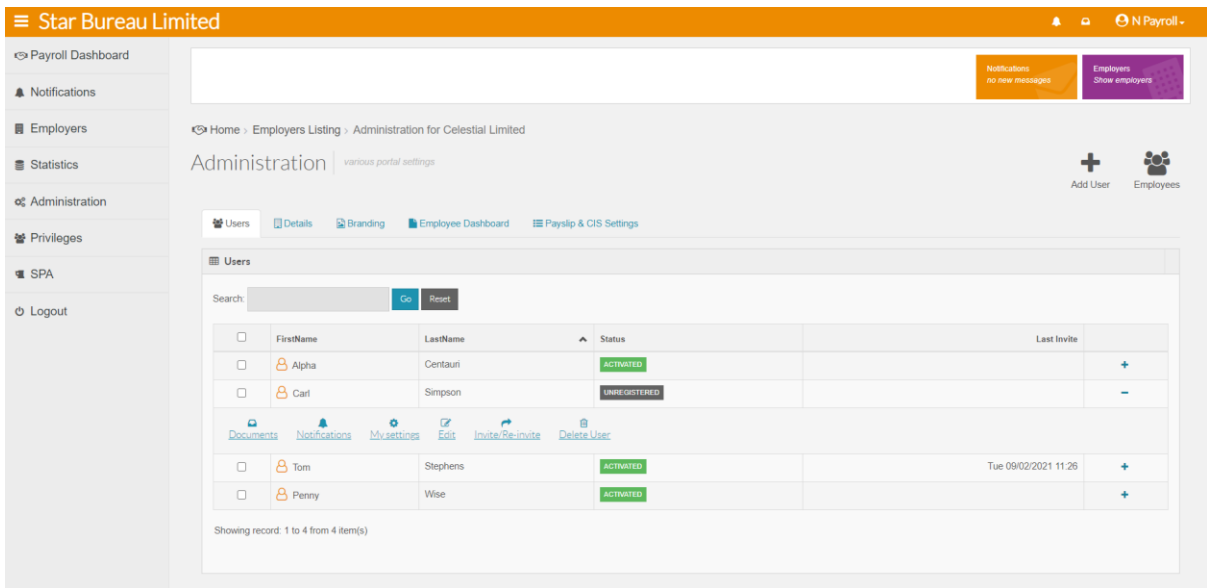 Star Bureau Limited
N Payroll
Payroll Dashboard
Notifications
Employers
Statistics
Administration
Privileges
SPA
Logout
Notifications
no new messages
Employers
Show employers
Home > Employers Listing > Administration for Celestial Limited
Administration various portal settings
Add User
Employees
Users Details Branding Employee Dashboard Payslip & CIS Settings
Users
Search: Go Reset
FirstName LastName Status Last Invite
Alpha Centauri ACTIVATED
Carl Simpson UNREGISTERED
Documents Notifications My settings Edit Invite/Re-invite Delete User
Tom Stephens ACTIVATED Tue 09/02/2021 11:26
Penny Wise ACTIVATED
Showing record: 1 to 4 from 4 item(s)